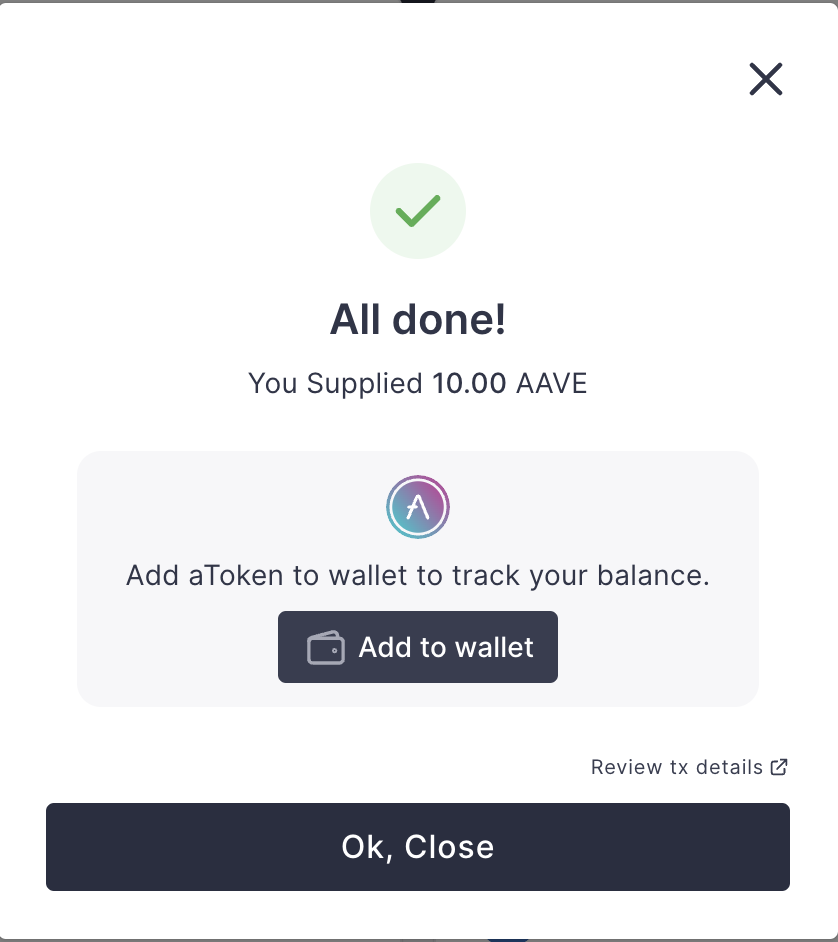 All done!
You Supplied 10.00 AAVE
Add aToken to wallet to track your balance.
Add to wallet
Review tx details
Ok, Close